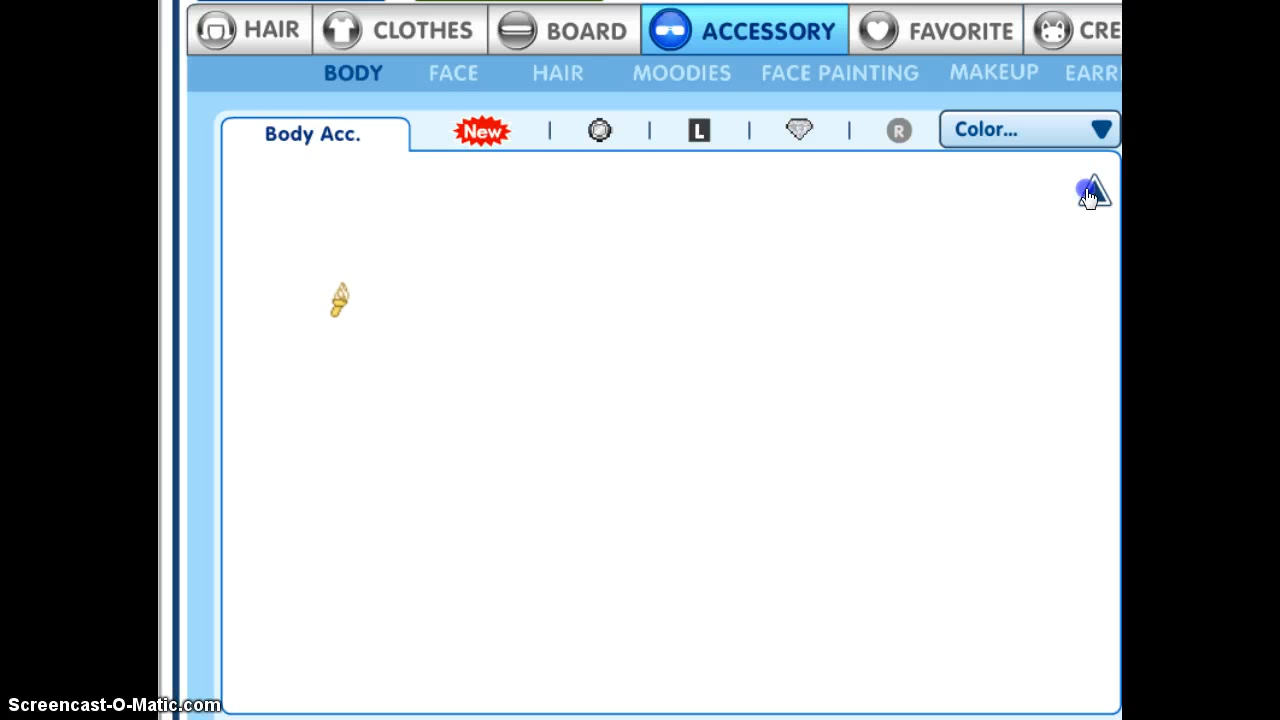 HAIR CLOTHES BOARD ACCESSORY FAVORITE CRE
BODY FACE HAIR MOODIES FACE PAINTING MAKEUP EARR
Body Acc. New | | L | | R Color...
Screencast-O-Matic.com